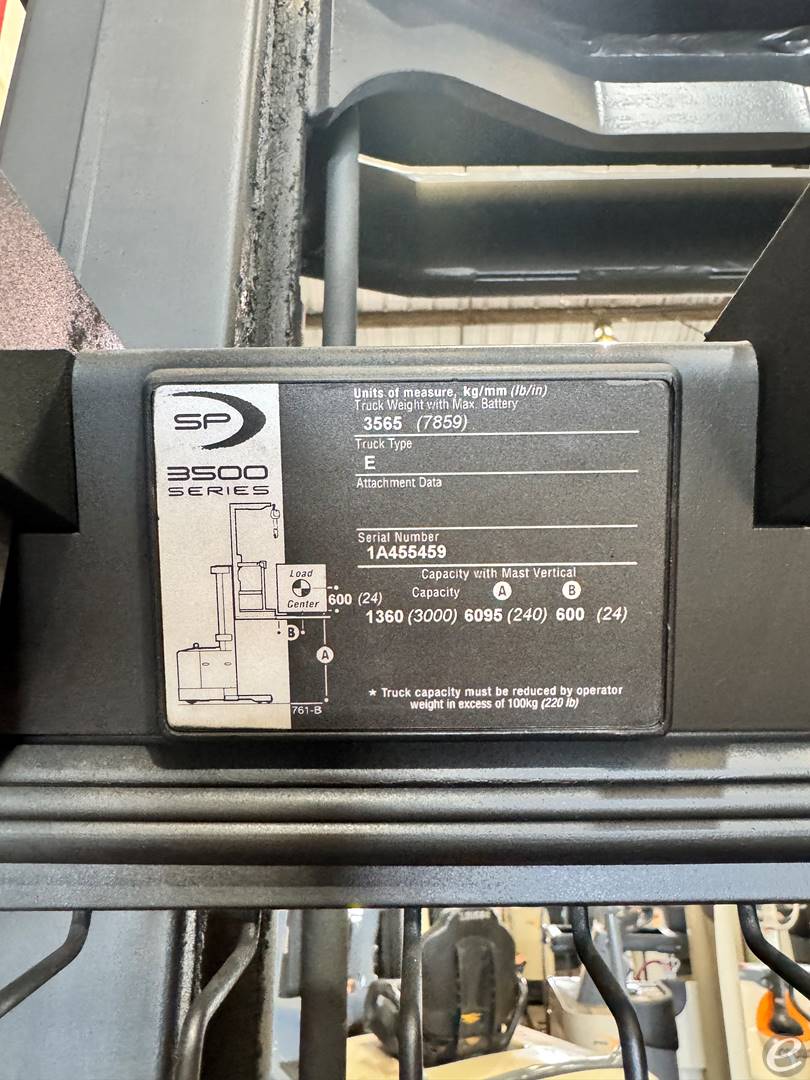 SP
3500
SERIES
Units of measure, kg/mm (lb/in)
Truck Weight with Max. Battery
3565 (7859)
Truck Type
E
Attachment Data
Serial Number
1A455459
Capacity with Mast Vertical
Capacity A B
1360 (3000) 6095 (240) 600 (24)
Load
Center
600 (24)
B
A
761-B
* Truck capacity must be reduced by operator
weight in excess of 100kg (220 lb)
e